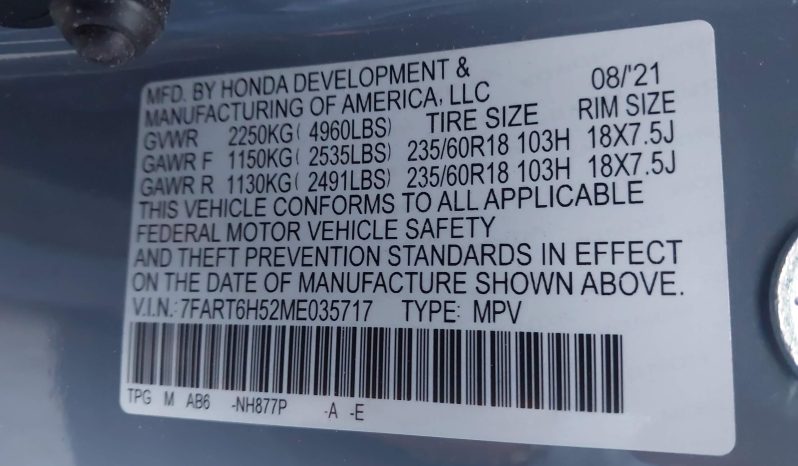 MFD. BY HONDA DEVELOPMENT & 08/'21
MANUFACTURING OF AMERICA, LLC
GVWR 2250KG( 4960LBS) TIRE SIZE RIM SIZE
GAWR F 1150KG( 2535LBS) 235/60R18 103H 18X7.5J
GAWR R 1130KG( 2491LBS) 235/60R18 103H 18X7.5J
THIS VEHICLE CONFORMS TO ALL APPLICABLE
FEDERAL MOTOR VEHICLE SAFETY
AND THEFT PREVENTION STANDARDS IN EFFECT
ON THE DATE OF MANUFACTURE SHOWN ABOVE.
V.I.N.: 7FART6H52ME035717 TYPE: MPV
TPG M AB6 -NH877P -A -E